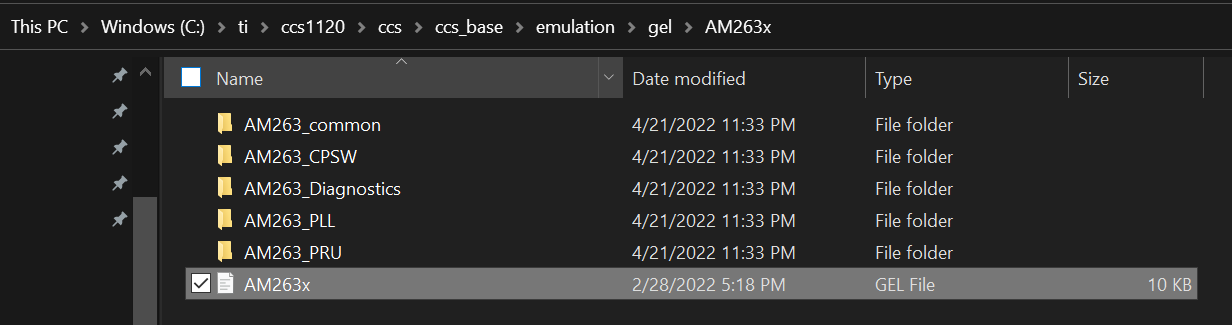 This PC > Windows (C:) > ti > ccs1120 > ccs > ccs_base > emulation > gel > AM263x
Name Date modified Type Size
AM263_common 4/21/2022 11:33 PM File folder
AM263_CPSW 4/21/2022 11:33 PM File folder
AM263_Diagnostics 4/21/2022 11:33 PM File folder
AM263_PLL 4/21/2022 11:33 PM File folder
AM263_PRU 4/21/2022 11:33 PM File folder
AM263x 2/28/2022 5:18 PM GEL File 10 KB